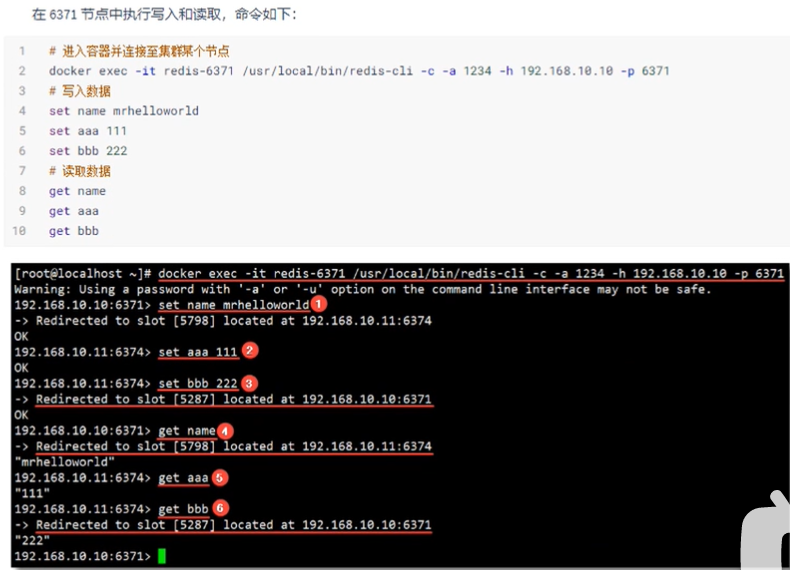 在 6371 节点中执行写入和读取，命令如下：
1 # 进入容器并连接至集群某个节点
2 docker exec -it redis-6371 /usr/local/bin/redis-cli -c -a 1234 -h 192.168.10.10 -p 6371
3 # 写入数据
4 set name mrhelloworld
5 set aaa 111
6 set bbb 222
7 # 读取数据
8 get name
9 get aaa
10 get bbb
[root@localhost ~]# docker exec -it redis-6371 /usr/local/bin/redis-cli -c -a 1234 -h 192.168.10.10 -p 6371
Warning: Using a password with '-a' or '-u' option on the command line interface may not be safe.
192.168.10.10:6371> set name mrhelloworld 1
-> Redirected to slot [5798] located at 192.168.10.11:6374
OK
192.168.10.11:6374> set aaa 111 2
OK
192.168.10.11:6374> set bbb 222 3
-> Redirected to slot [5287] located at 192.168.10.10:6371
OK
192.168.10.10:6371> get name 4
-> Redirected to slot [5798] located at 192.168.10.11:6374
"mrhelloworld"
192.168.10.11:6374> get aaa 5
"111"
192.168.10.11:6374> get bbb 6
-> Redirected to slot [5287] located at 192.168.10.10:6371
"222"
192.168.10.10:6371>